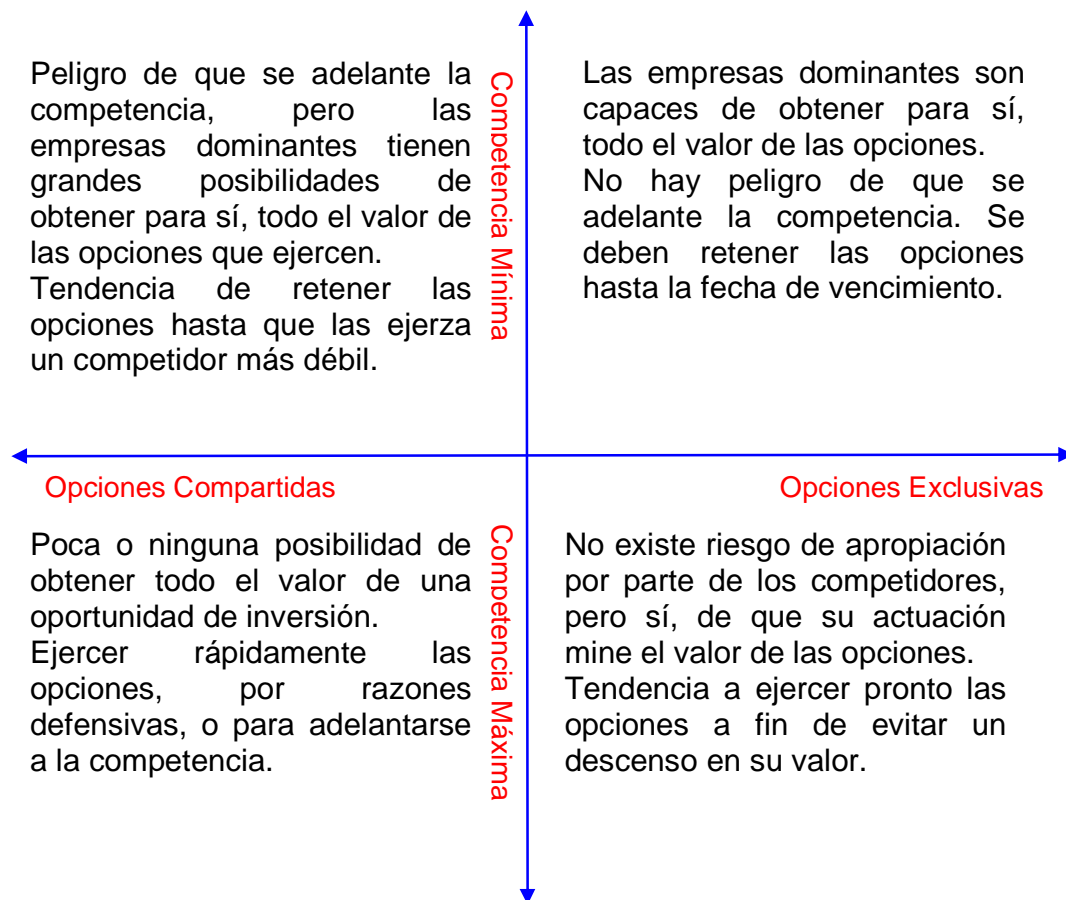 Peligro de que se adelante la
competencia, pero las
empresas dominantes tienen
grandes posibilidades de
obtener para sí, todo el valor de
las opciones que ejercen.
Tendencia de retener las
opciones hasta que las ejerza
un competidor más débil.
Competencia Mínima
Las empresas dominantes son
capaces de obtener para sí,
todo el valor de las opciones.
No hay peligro de que se
adelante la competencia. Se
deben retener las opciones
hasta la fecha de vencimiento.
Opciones Compartidas
Opciones Exclusivas
Poca o ninguna posibilidad de
obtener todo el valor de una
oportunidad de inversión.
Ejercer rápidamente las
opciones, por razones
defensivas, o para adelantarse
a la competencia.
Competencia Máxima
No existe riesgo de apropiación
por parte de los competidores,
pero sí, de que su actuación
mine el valor de las opciones.
Tendencia a ejercer pronto las
opciones a fin de evitar un
descenso en su valor.